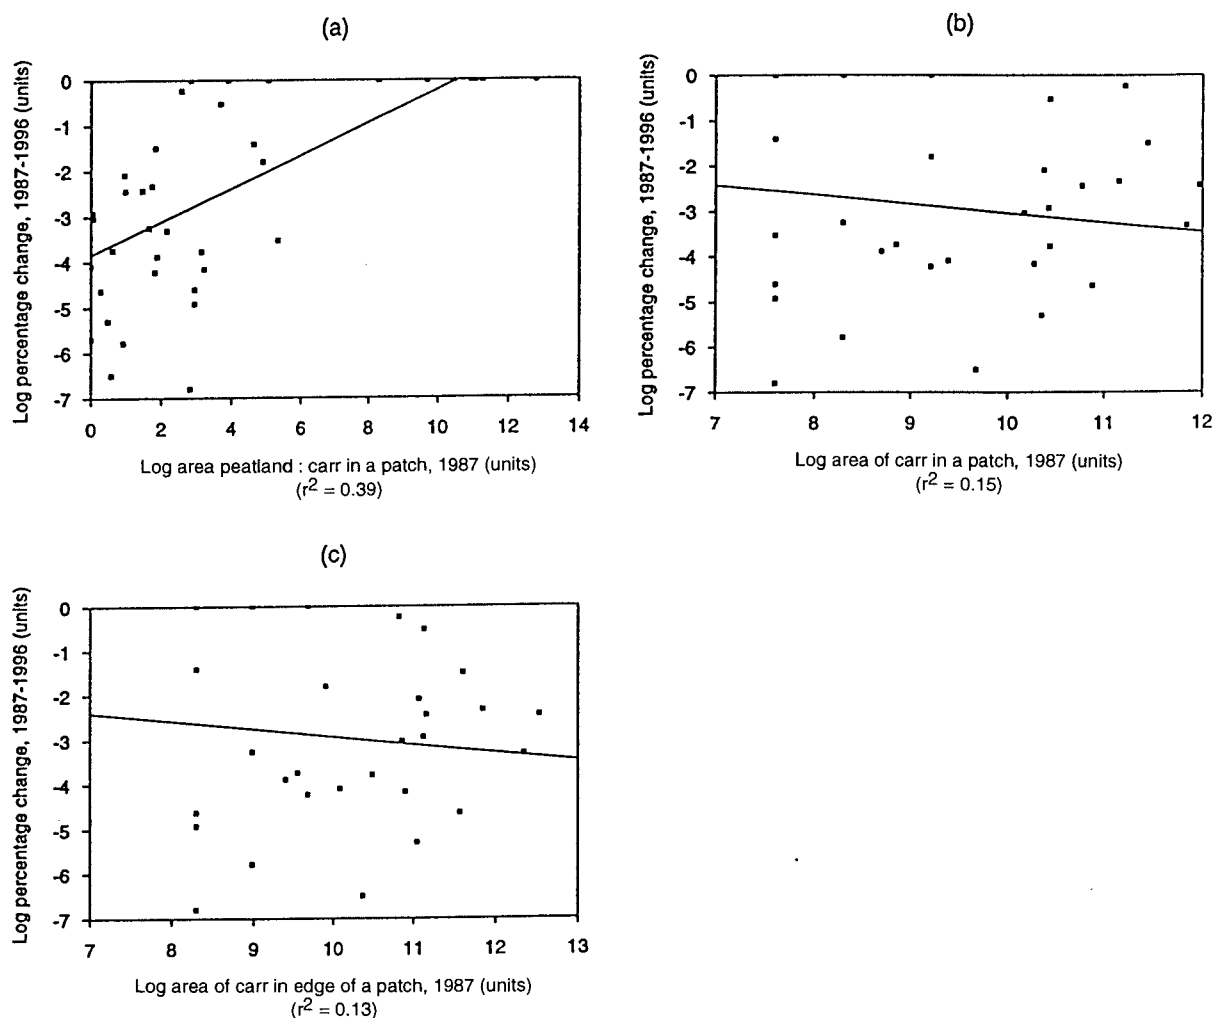 (a)
Log percentage change, 1987-1996 (units)
0
-1
-2
-3
-4
-5
-6
-7
0 2 4 6 8 10 12 14
Log area peatland : carr in a patch, 1987 (units)
(r2 = 0.39)
(b)
Log percentage change, 1987-1996 (units)
0
-1
-2
-3
-4
-5
-6
-7
7 8 9 10 11 12
Log area of carr in a patch, 1987 (units)
(r2 = 0.15)
(c)
Log percentage change, 1987-1996 (units)
0
-1
-2
-3
-4
-5
-6
-7
7 8 9 10 11 12 13
Log area of carr in edge of a patch, 1987 (units)
(r2 = 0.13)